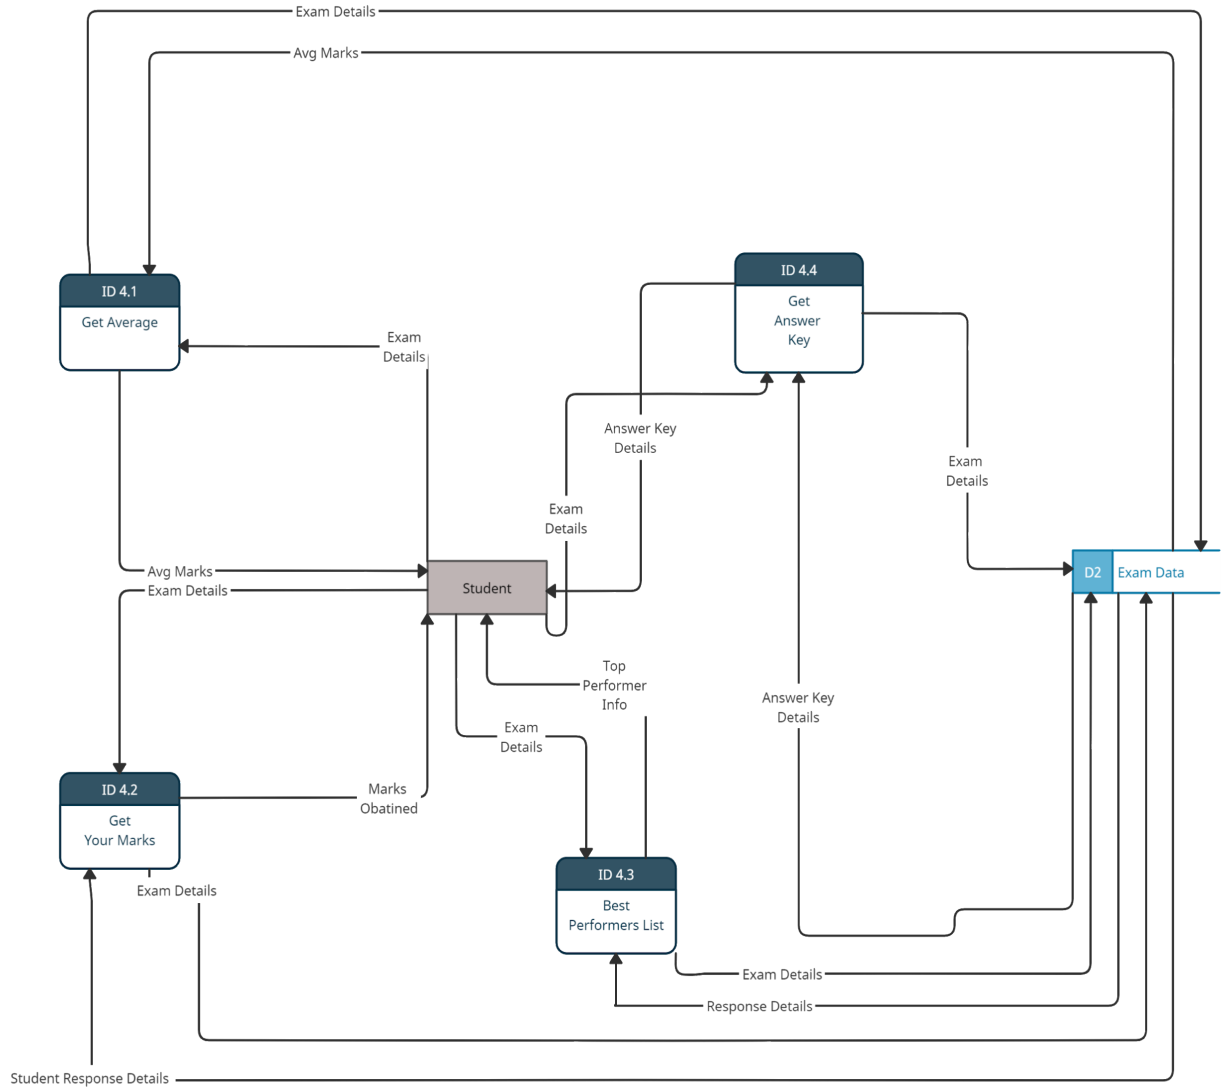 Exam Details
Avg Marks
ID 4.4
Get
Answer
Key
ID 4.1
Get Average
Exam
Details
Answer Key
Details
Exam
Details
Exam
Details
Avg Marks
Exam Details
Student
D2
Exam Data
Top
Performer
Info
Answer Key
Details
Exam
Details
ID 4.2
Get
Your Marks
Marks
Obatined
Exam Details
ID 4.3
Best
Performers List
Exam Details
Response Details
Student Response Details